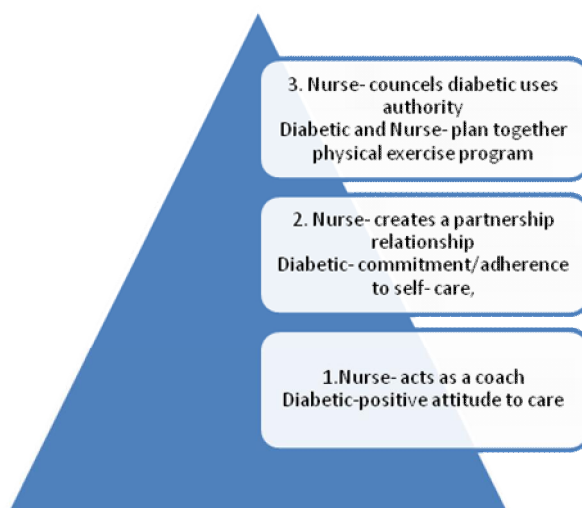 3. Nurse- councels diabetic uses
authority
Diabetic and Nurse- plan together
physical exercise program
2. Nurse- creates a partnership
relationship
Diabetic- commitment/adherence
to self- care,
1.Nurse- acts as a coach
Diabetic-positive attitude to care